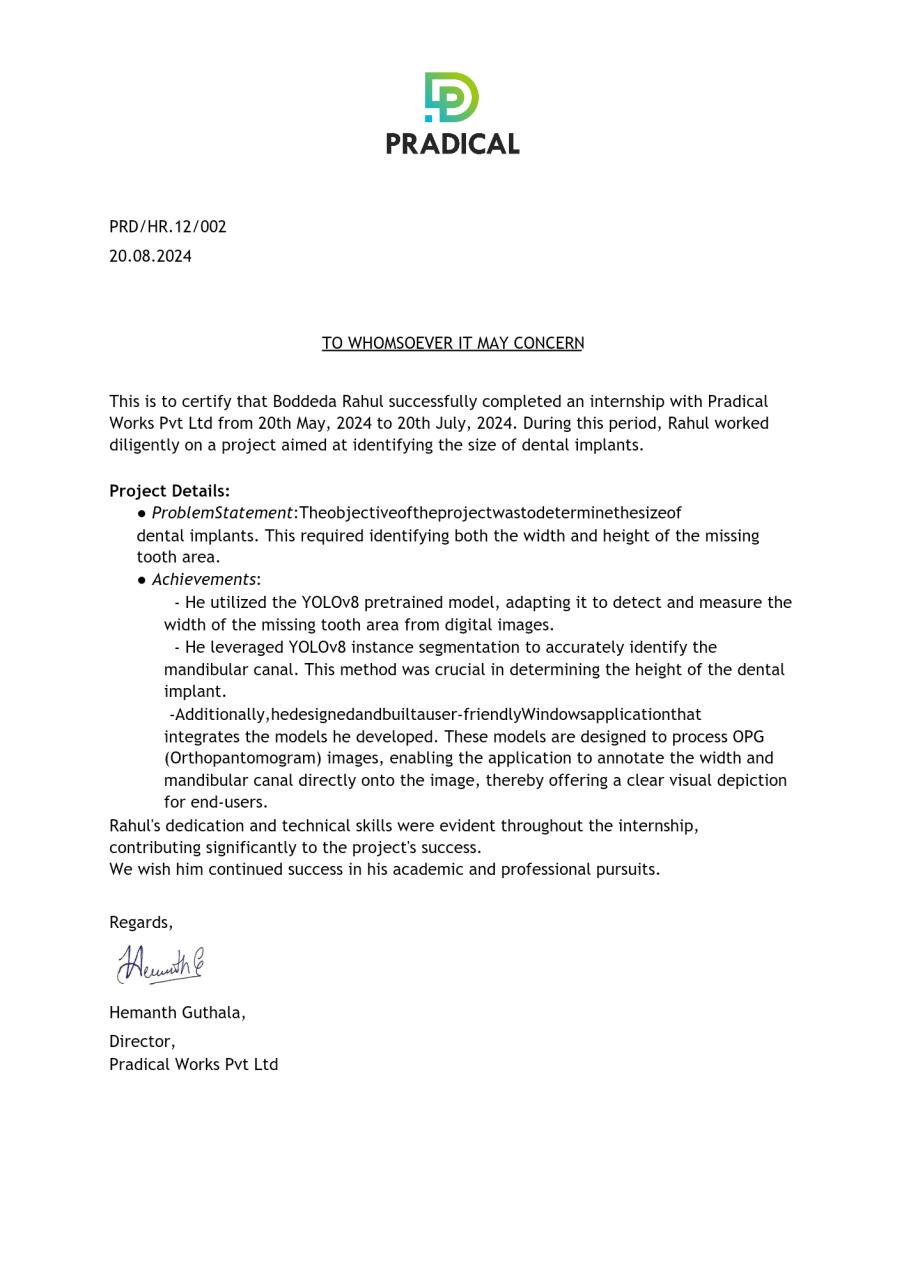 PRADICAL
PRD/HR.12/002
20.08.2024
TO WHOMSOEVER IT MAY CONCERN
This is to certify that Boddeda Rahul successfully completed an internship with Pradical
Works Pvt Ltd from 20th May, 2024 to 20th July, 2024. During this period, Rahul worked
diligently on a project aimed at identifying the size of dental implants.
Project Details:
● ProblemStatement:Theobjectiveoftheprojectwastodeterminethesizeof
dental implants. This required identifying both the width and height of the missing
tooth area.
● Achievements:
- He utilized the YOLOv8 pretrained model, adapting it to detect and measure the
width of the missing tooth area from digital images.
- He leveraged YOLOv8 instance segmentation to accurately identify the
mandibular canal. This method was crucial in determining the height of the dental
implant.
-Additionally,hedesignedandbuiltauser-friendlyWindowsapplicationthat
integrates the models he developed. These models are designed to process OPG
(Orthopantomogram) images, enabling the application to annotate the width and
mandibular canal directly onto the image, thereby offering a clear visual depiction
for end-users.
Rahul's dedication and technical skills were evident throughout the internship,
contributing significantly to the project's success.
We wish him continued success in his academic and professional pursuits.
Regards,
Hemanth G
Hemanth Guthala,
Director,
Pradical Works Pvt Ltd